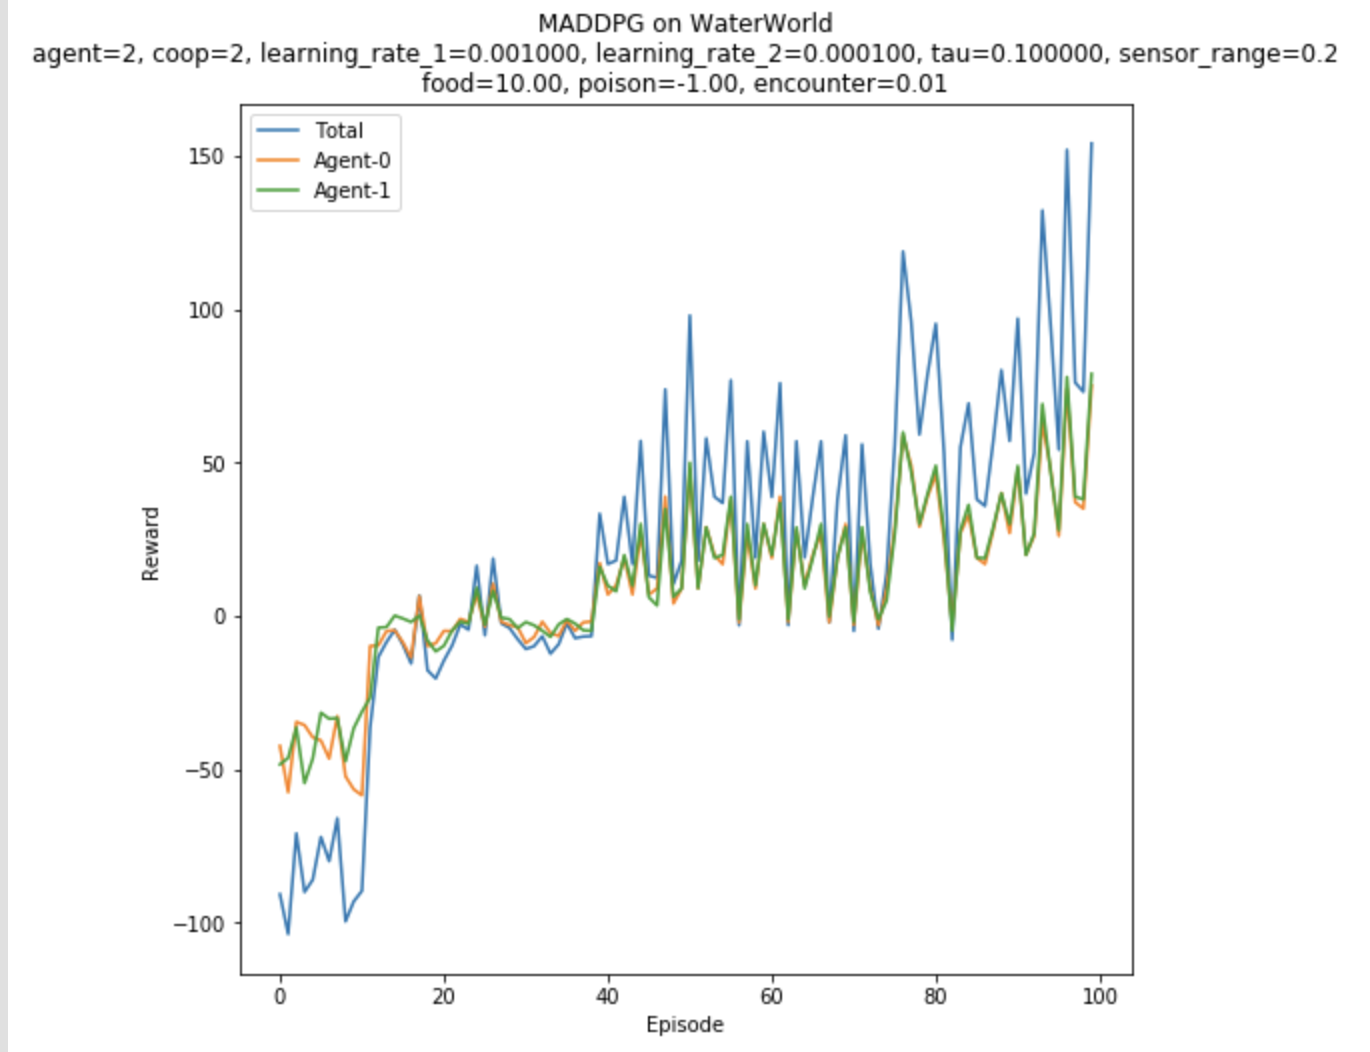 MADDPG on WaterWorld
agent=2, coop=2, learning_rate_1=0.001000, learning_rate_2=0.000100, tau=0.100000, sensor_range=0.2
food=10.00, poison=-1.00, encounter=0.01
Total
Agent-0
Agent-1
150
100
50
0
−50
−100
Reward
0
20
40
60
80
100
Episode